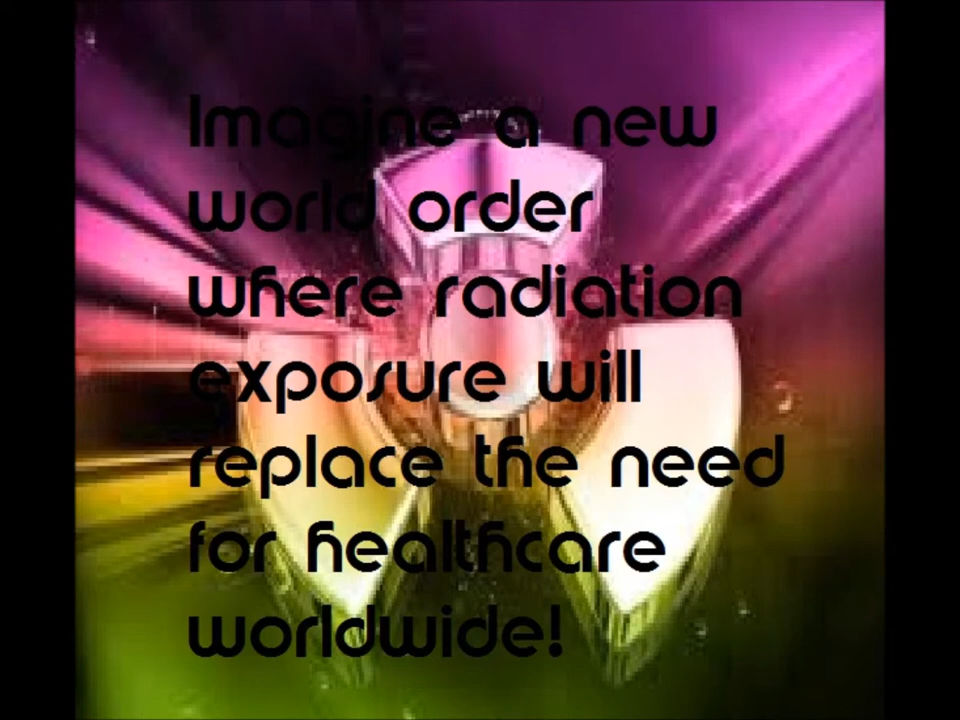 Imagine a new
world order
where radiation
exposure will
replace the need
for healthcare
worldwide!